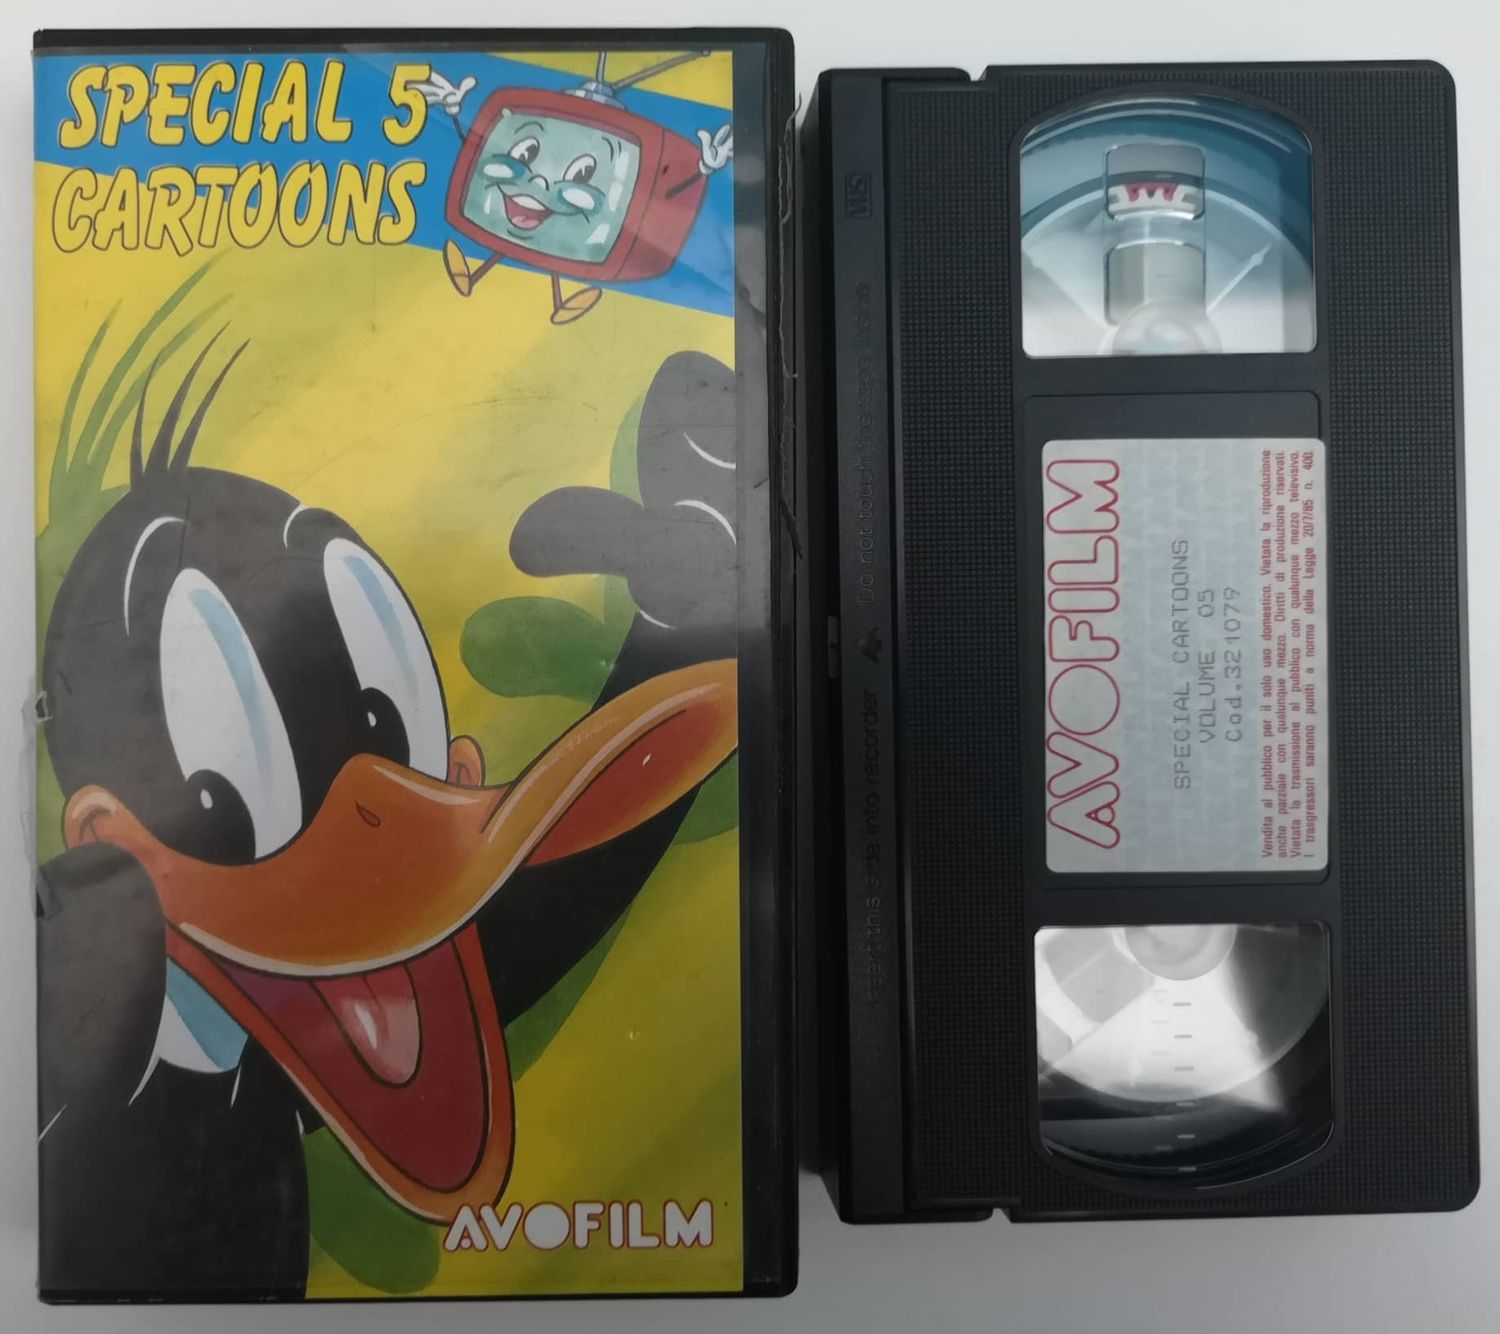 SPECIAL 5
CARTOONS
AVOFILM
VHS
Do not touch the tape inside
Insert this side into recorder
AVOFILM
SPECIAL CARTOONS
VOLUME 05
Cod.321079
Vendita al pubblico per il solo uso domestico. Vietata la riproduzione
anche parziale con qualunque mezzo. Diritti di produzione riservati.
Vietata la trasmissione al pubblico con qualunque mezzo televisivo.
I trasgressori saranno puniti a norma della Legge 20/7/85 n. 400.